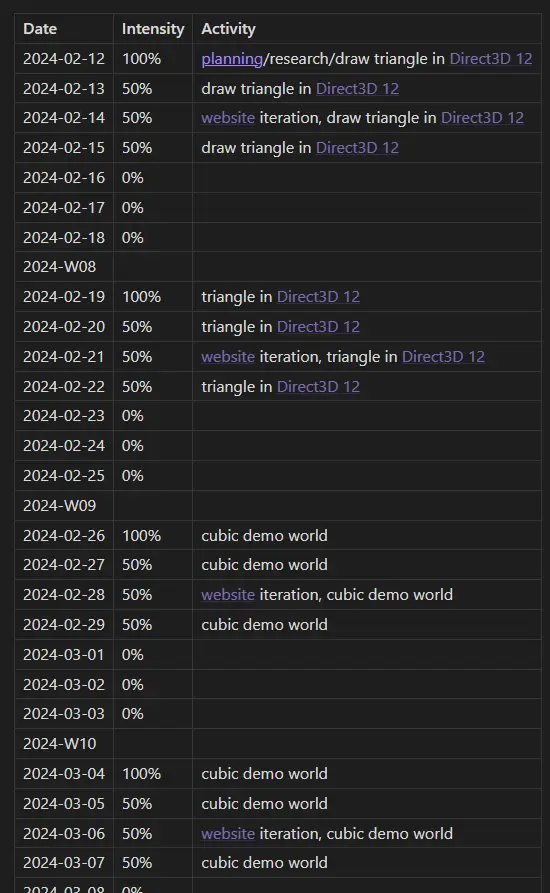 Date Intensity Activity
2024-02-12 100% planning/research/draw triangle in Direct3D 12
2024-02-13 50% draw triangle in Direct3D 12
2024-02-14 50% website iteration, draw triangle in Direct3D 12
2024-02-15 50% draw triangle in Direct3D 12
2024-02-16 0%
2024-02-17 0%
2024-02-18 0%
2024-W08
2024-02-19 100% triangle in Direct3D 12
2024-02-20 50% triangle in Direct3D 12
2024-02-21 50% website iteration, triangle in Direct3D 12
2024-02-22 50% triangle in Direct3D 12
2024-02-23 0%
2024-02-24 0%
2024-02-25 0%
2024-W09
2024-02-26 100% cubic demo world
2024-02-27 50% cubic demo world
2024-02-28 50% website iteration, cubic demo world
2024-02-29 50% cubic demo world
2024-03-01 0%
2024-03-02 0%
2024-03-03 0%
2024-W10
2024-03-04 100% cubic demo world
2024-03-05 50% cubic demo world
2024-03-06 50% website iteration, cubic demo world
2024-03-07 50% cubic demo world
2024-03-08 0%